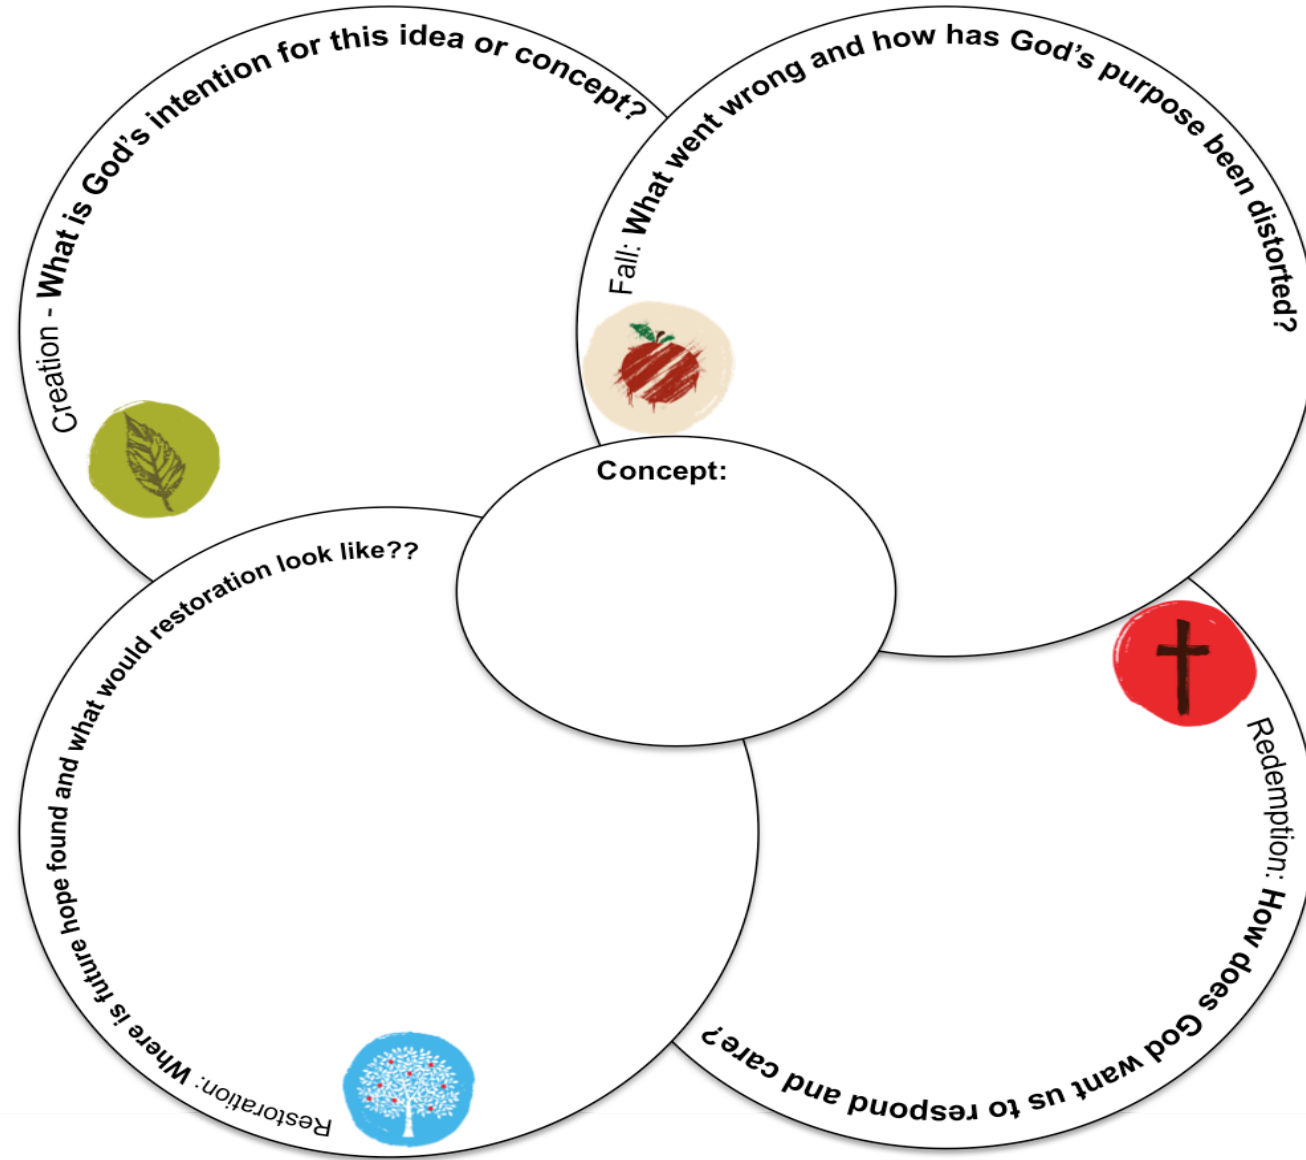 Creation - What is God's intention for this idea or concept?
Fall: What went wrong and how has God's purpose been distorted?
Concept:
Redemption: How does God want us to respond and care?
Restoration: Where is future hope found and what would restoration look like??